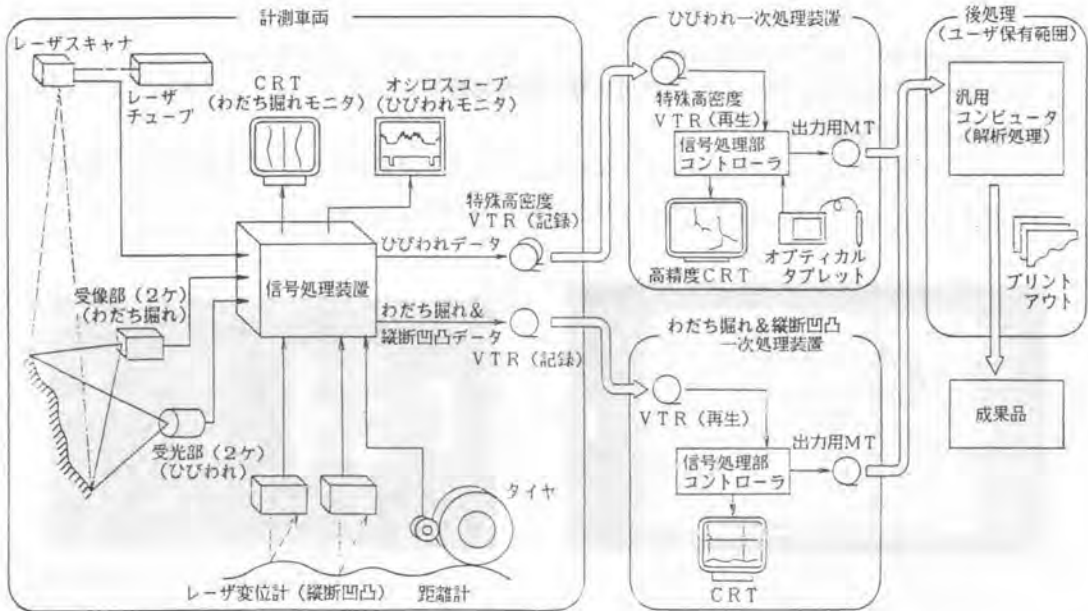 計測車両
レーザスキャナ
レーザ
チューブ
CRT
(わだち掘れモニタ)
オシロスコープ
(ひびわれモニタ)
特殊高密度
VTR(記録)
ひびわれデータ
信号処理装置
わだち掘れ&
縦断凹凸データ
VTR(記録)
受像部(2ケ)
(わだち掘れ)
受光部(2ケ)
(ひびわれ)
タイヤ
レーザ変位計(縦断凹凸)
距離計
ひびわれ一次処理装置
特殊高密度
VTR(再生)
信号処理部
コントローラ
出力用MT
高精度CRT
オプティカル
タブレット
わだち掘れ&縦断凹凸
一次処理装置
VTR(再生)
信号処理部
コントローラ
出力用MT
CRT
後処理
(ユーザ保有範囲)
汎用
コンピュータ
(解析処理)
プリント
アウト
成果品